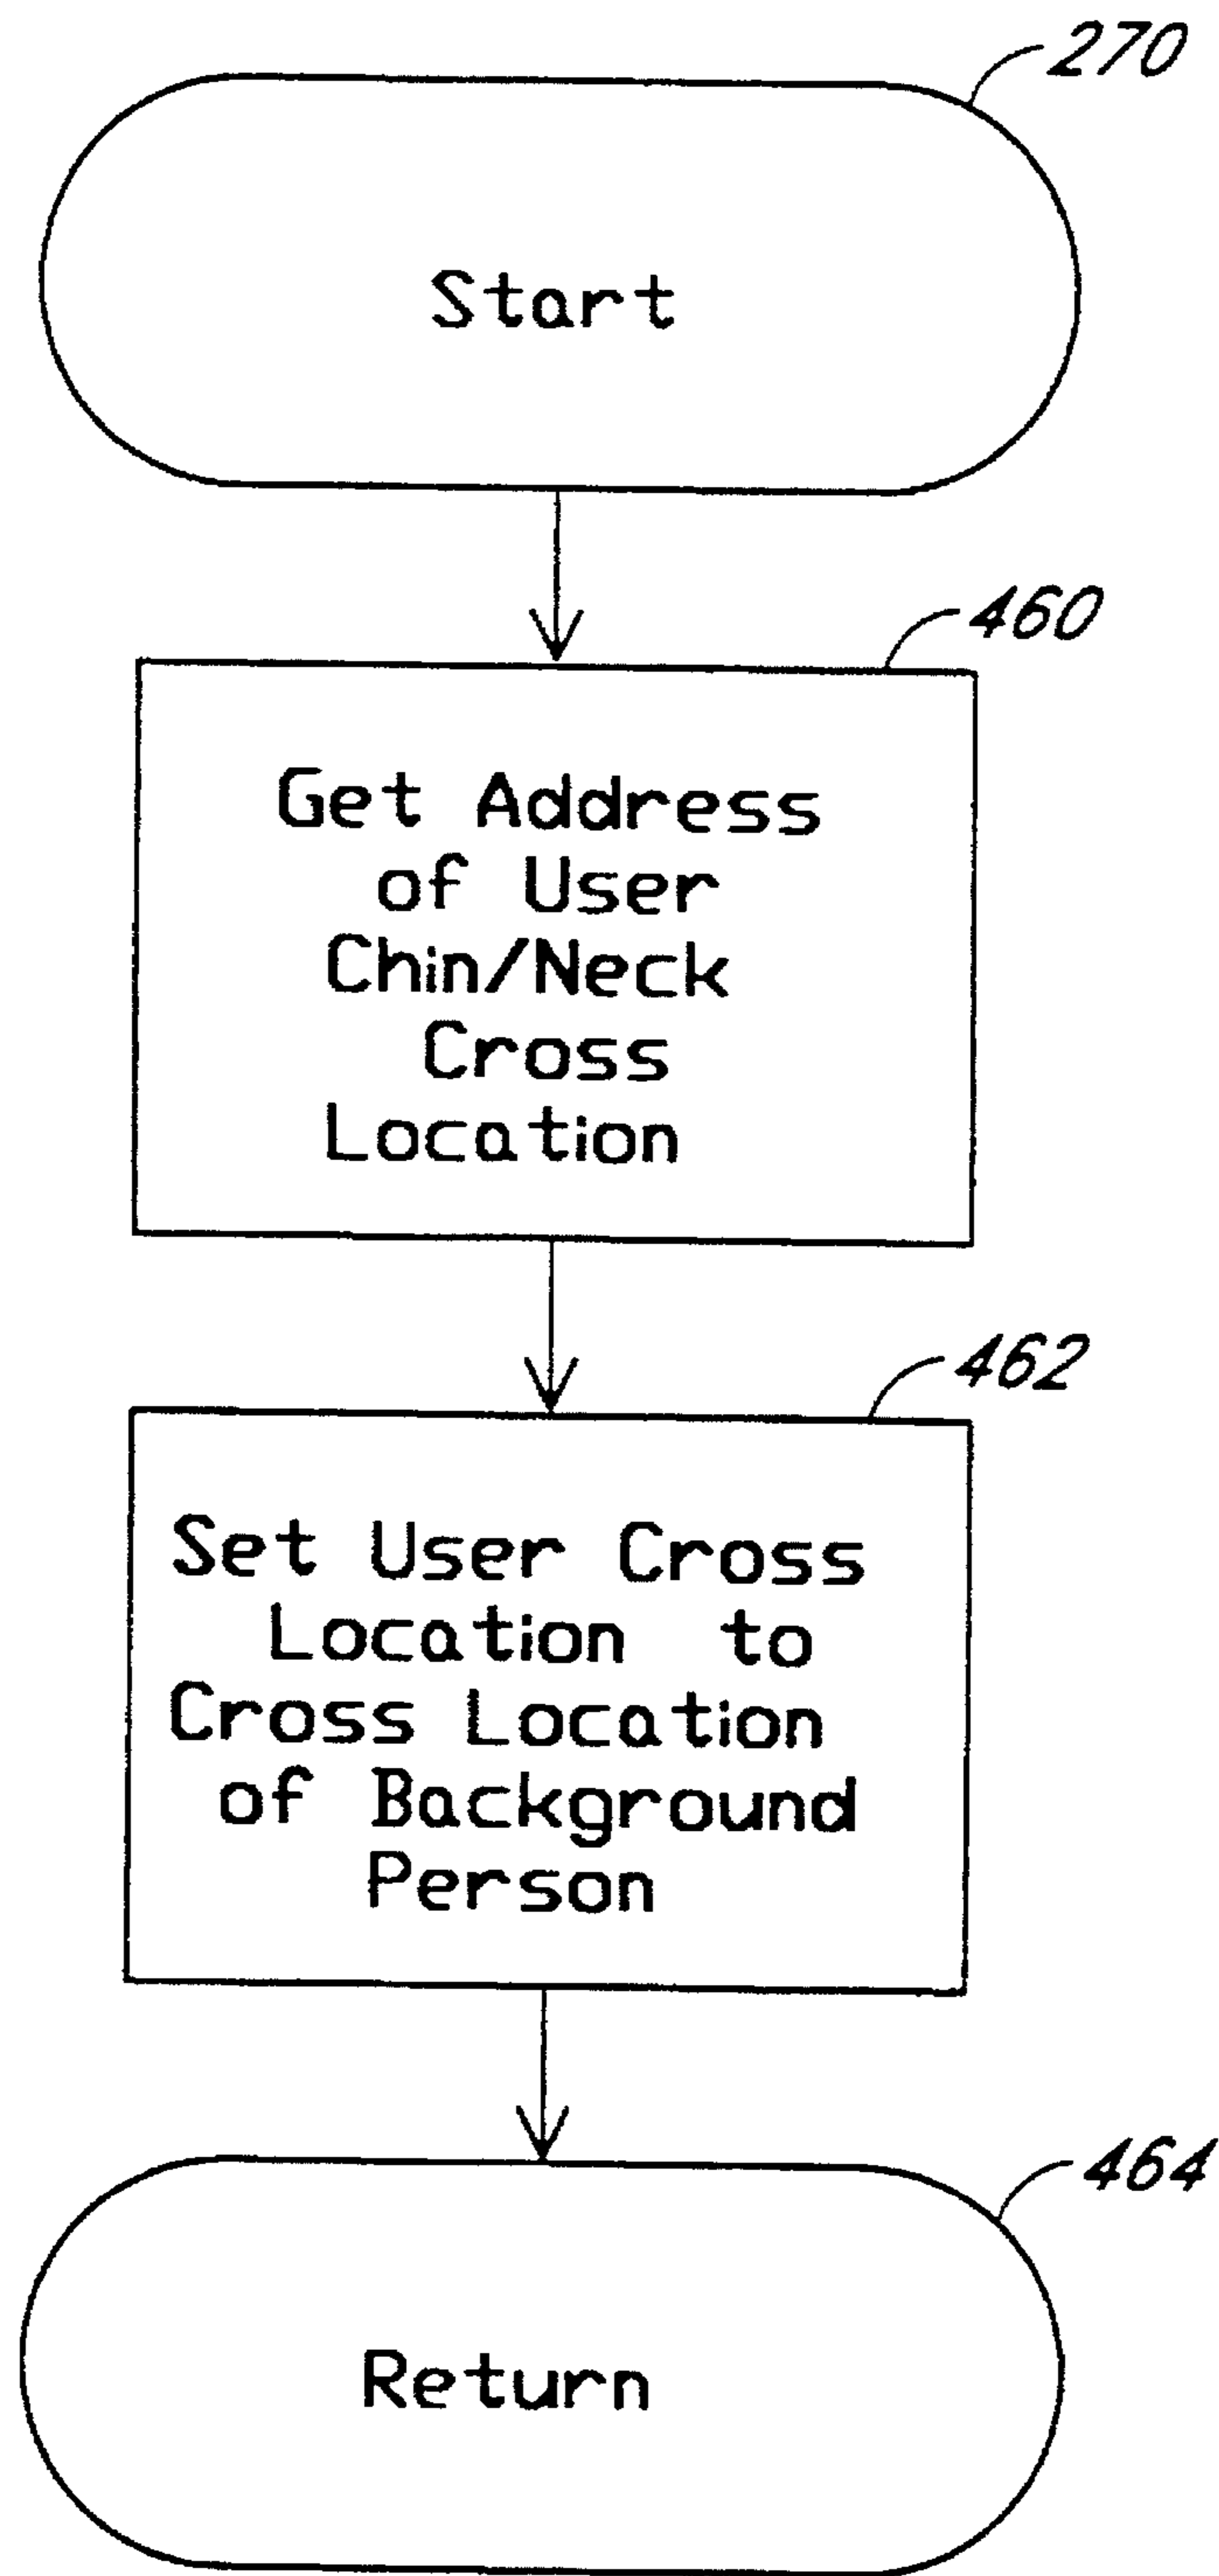 270
Start
460
Get Address
of User
Chin/Neck
Cross
Location
462
Set User Cross
Location to
Cross Location
of Background
Person
464
Return